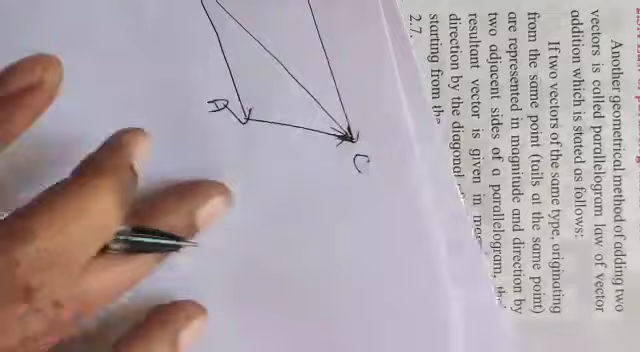 Another geometrical method of adding two
vectors is called parallelogram law of vector
addition which is stated as follows:
If two vectors of the same type, originating
from the same point (tails at the same point)
are represented in magnitude and direction by
two adjacent sides of a parallelogram, the
resultant vector is given in
direction by the diagonal
starting from the
2.7.
A
C